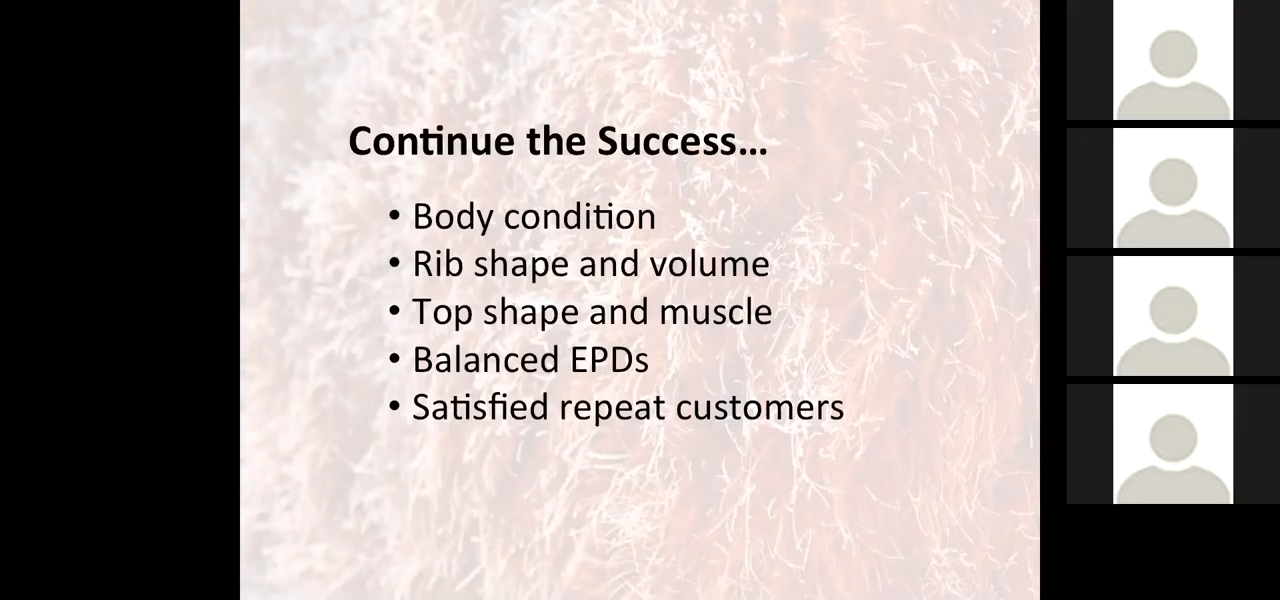 Continue the Success...
• Body condition
• Rib shape and volume
• Top shape and muscle
• Balanced EPDs
• Satisfied repeat customers